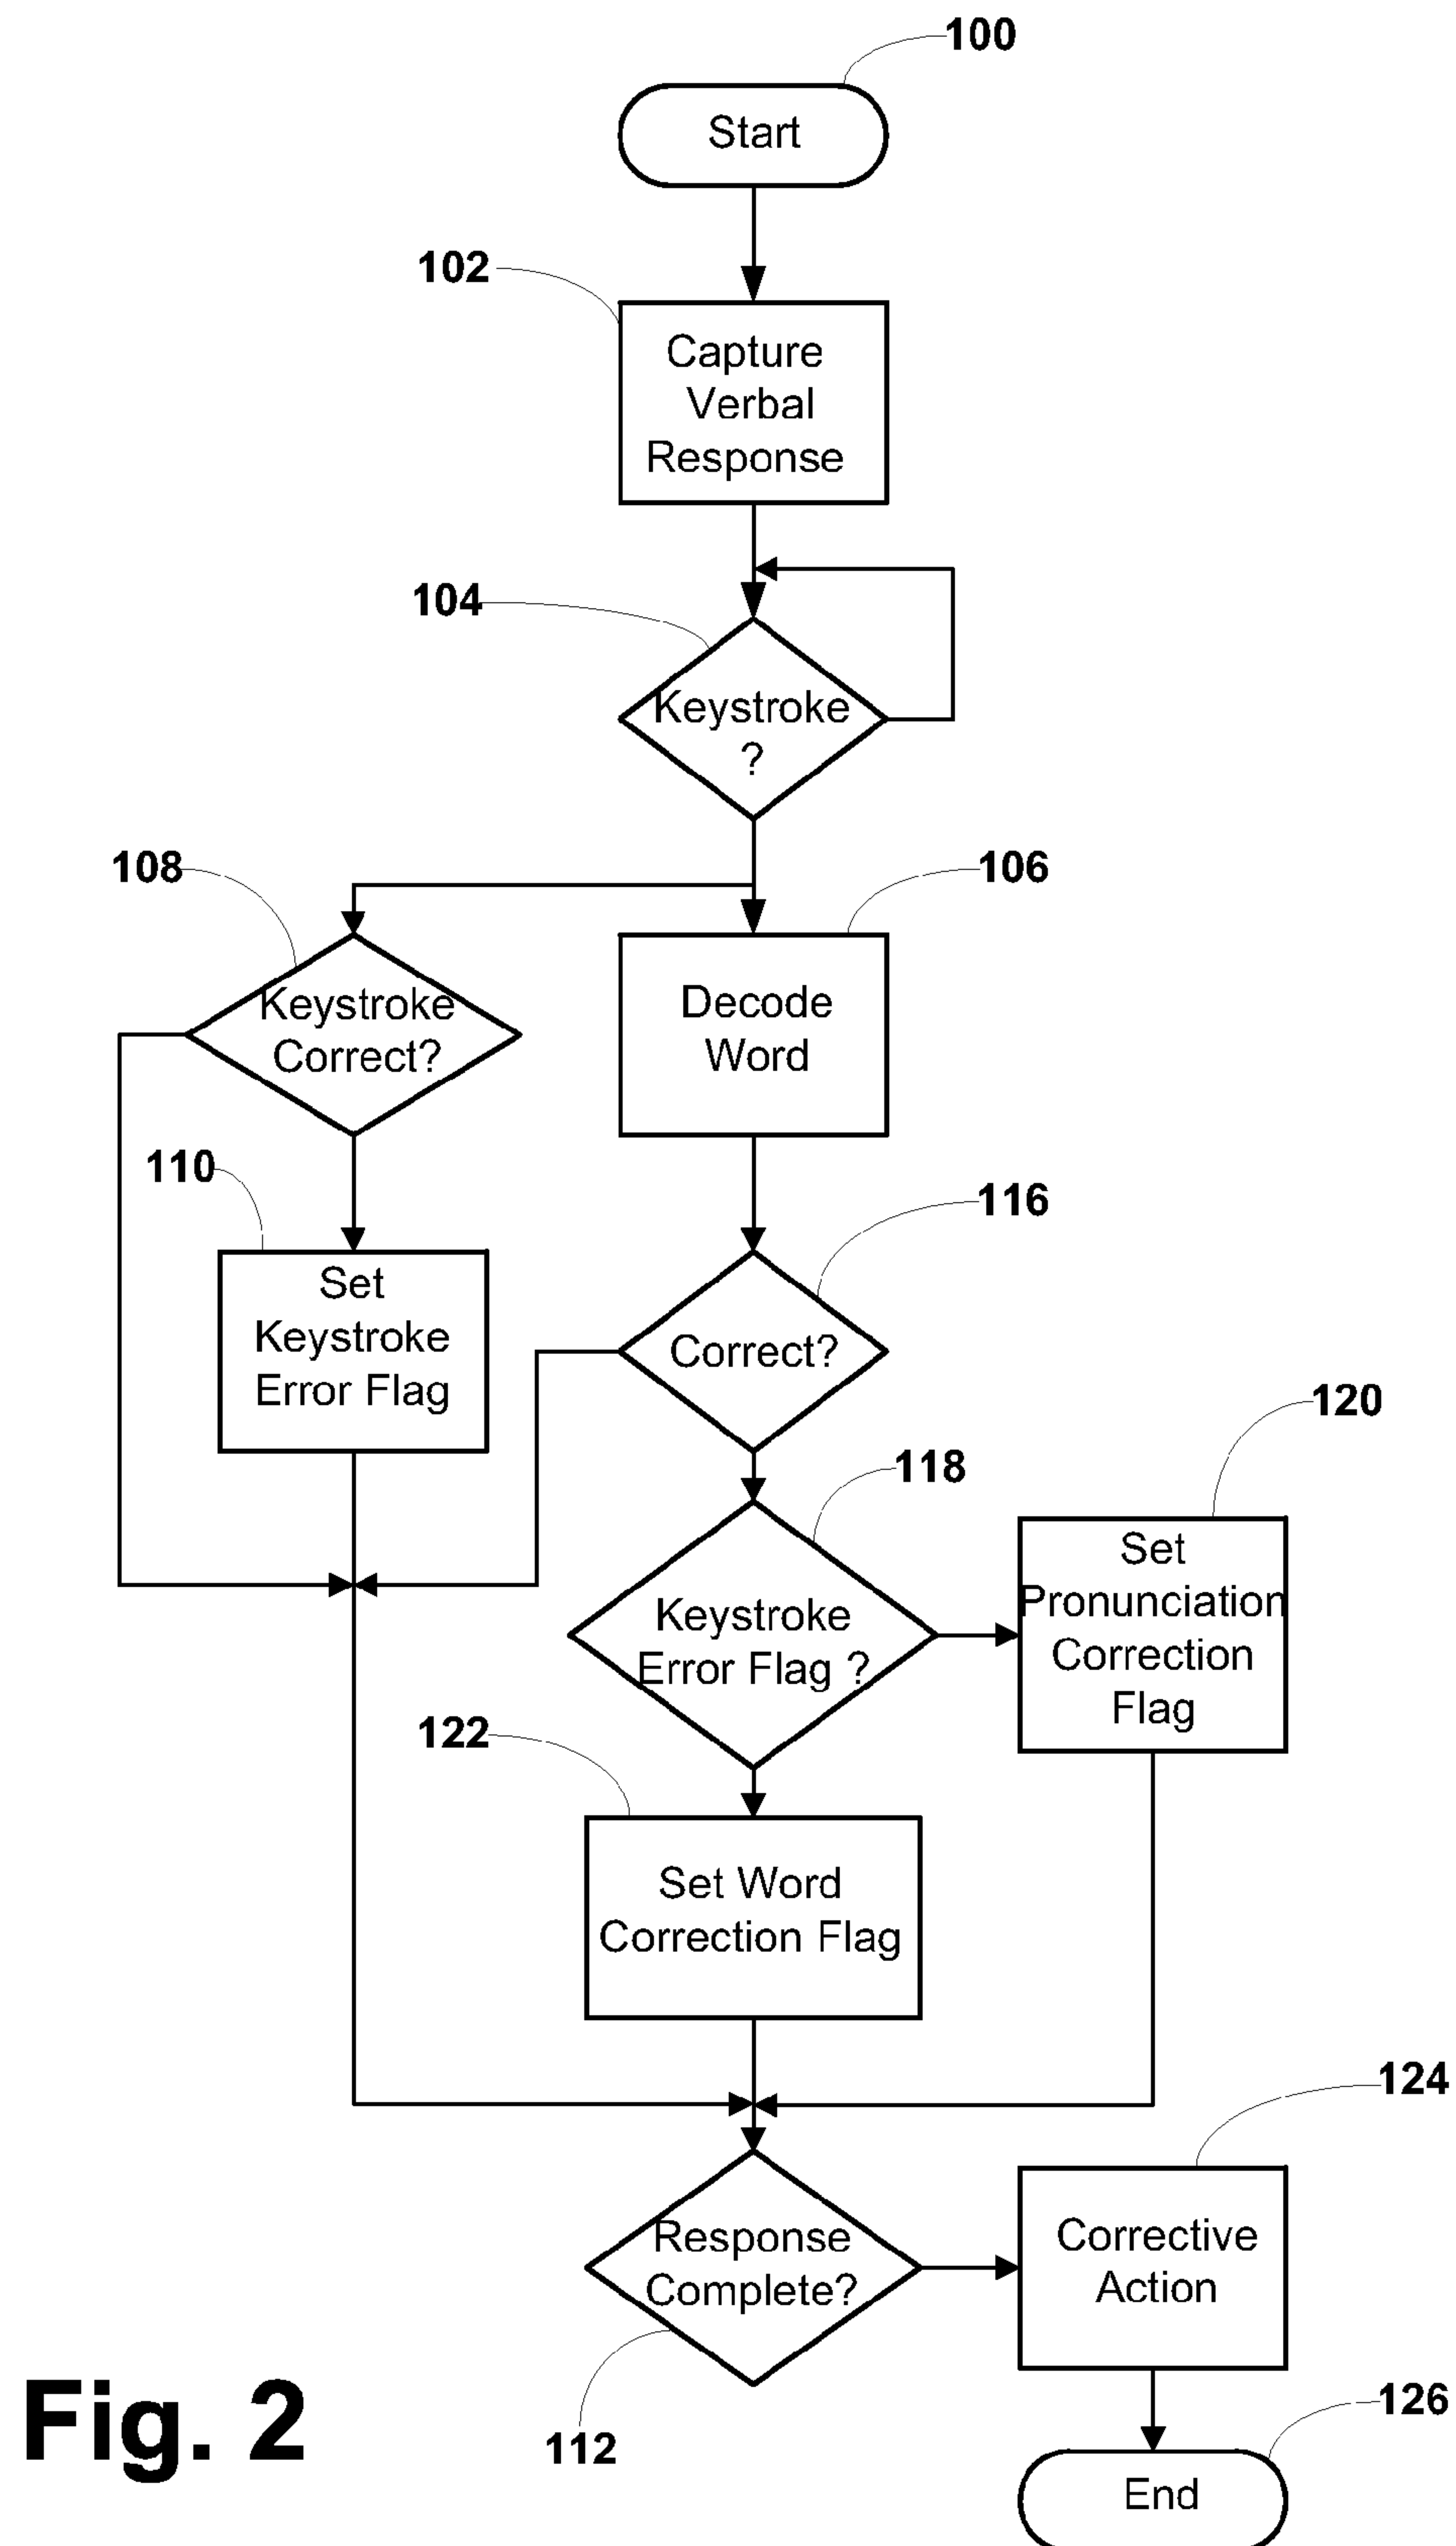 100
Start
102
Capture
Verbal
Response
104
Keystroke
?
108
106
Keystroke
Correct?
Decode
Word
110
116
Set
Keystroke
Error Flag
Correct?
120
118
Set
Pronunciation
Correction
Flag
Keystroke
Error Flag ?
122
Set Word
Correction Flag
124
Response
Complete?
Corrective
Action
126
112
End
Fig. 2